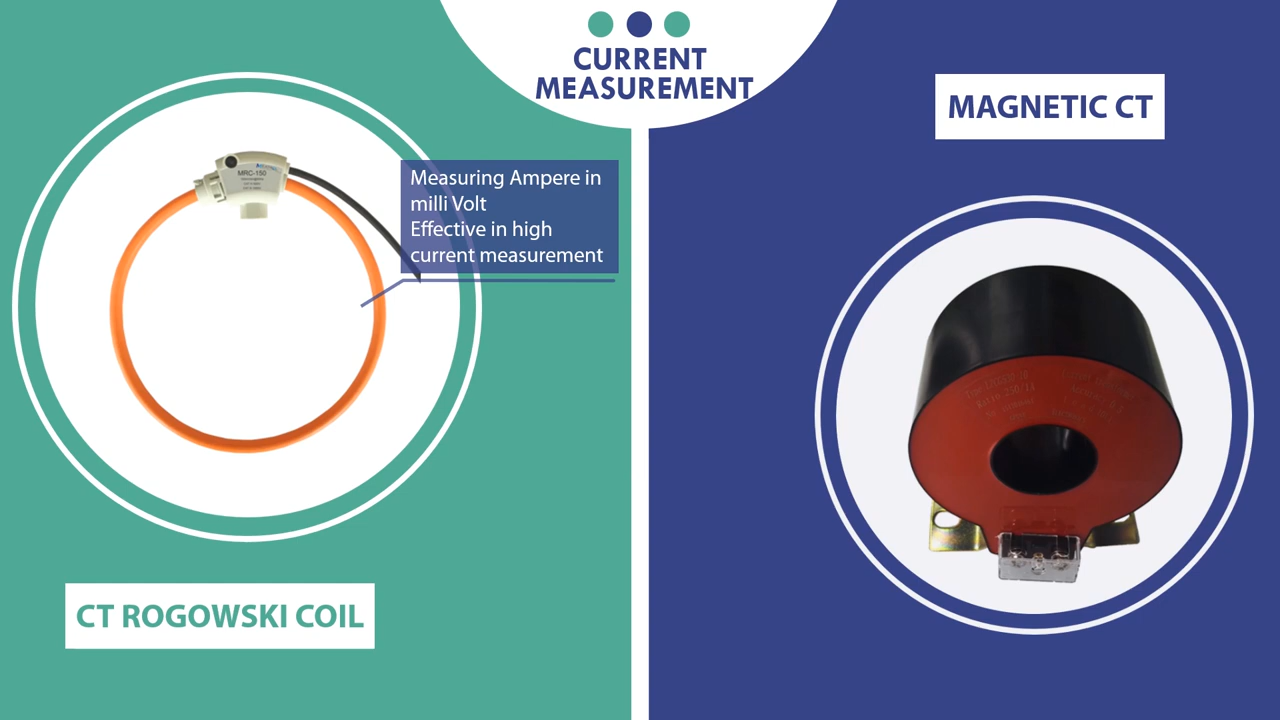 CURRENT
MEASUREMENT
MRC-150
Measuring Ampere in
milli Volt
Effective in high
current measurement
CT ROGOWSKI COIL
MAGNETIC CT